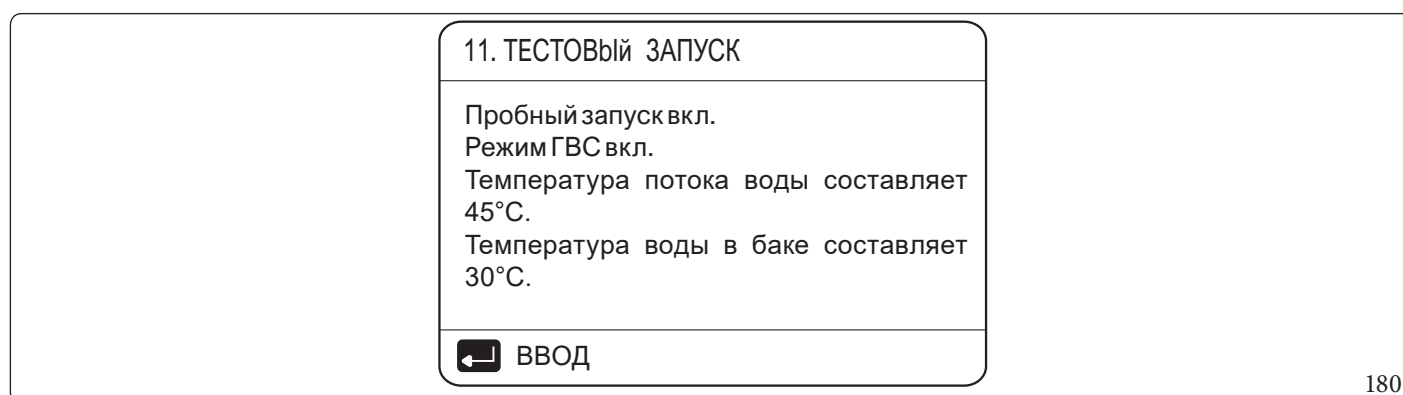 11. ТЕСТОВЫй ЗАПУСК
Пробный запуск вкл.
Режим ГВС вкл.
Температура потока воды составляет
45°C.
Температура воды в баке составляет
30°C.
ВВОД
180